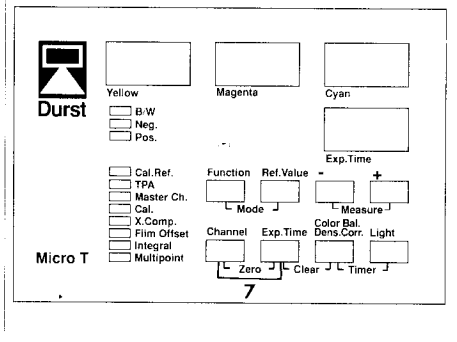 Durst
Yellow
Magenta
Cyan
B/W
Neg.
Pos.
Exp.Time
Cal.Ref.
TPA
Master Ch.
Cal.
X.Comp.
Film Offset
Integral
Multipoint
Function Ref.Value - +
Mode Measure
Channel Exp.Time Color Bal. Dens.Corr. Light
Zero Clear Timer
Micro T
7